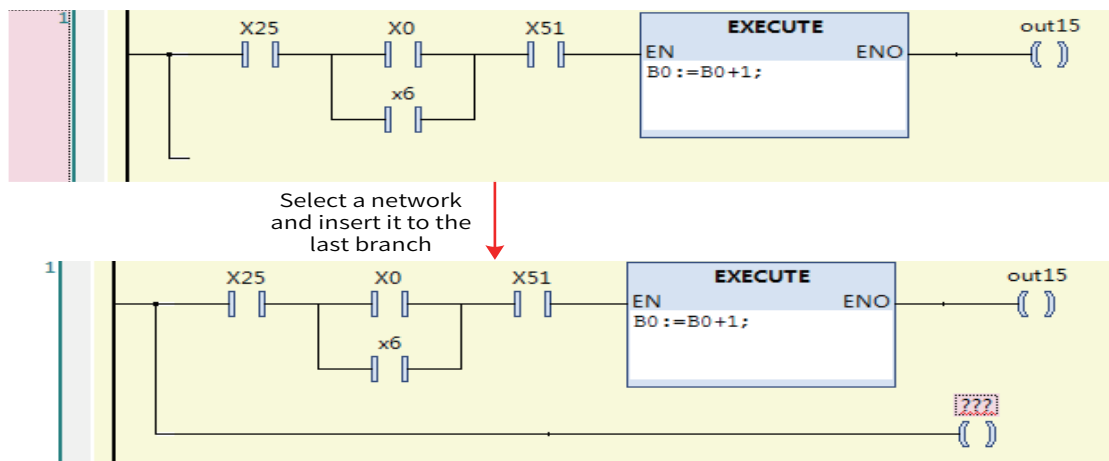 1
X25 X0 X51 EXECUTE out15
EN ENO
B0:=B0+1;
x6
Select a network
and insert it to the
last branch
1
X25 X0 X51 EXECUTE out15
EN ENO
B0:=B0+1;
x6
???